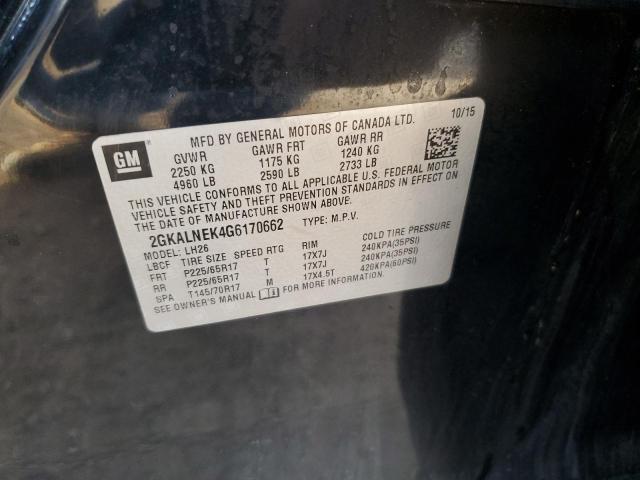 GM
MFD BY GENERAL MOTORS OF CANADA LTD. 10/15
GVWR GAWR FRT GAWR RR
2250 KG 1175 KG 1240 KG
4960 LB 2590 LB 2733 LB
THIS VEHICLE CONFORMS TO ALL APPLICABLE U.S. FEDERAL MOTOR
VEHICLE SAFETY AND THEFT PREVENTION STANDARDS IN EFFECT ON
THE DATE OF MANUFACTURE SHOWN ABOVE.
2GKALNEK4G6170662 TYPE: M.P.V.
MODEL: LH26
LBCF TIRE SIZE SPEED RTG RIM COLD TIRE PRESSURE
FRT P225/65R17 T 17X7J 240KPA(35PSI)
RR P225/65R17 T 17X7J 240KPA(35PSI)
SPA T145/70R17 M 17X4.5T 420KPA(60PSI)
SEE OWNER'S MANUAL FOR MORE INFORMATION.